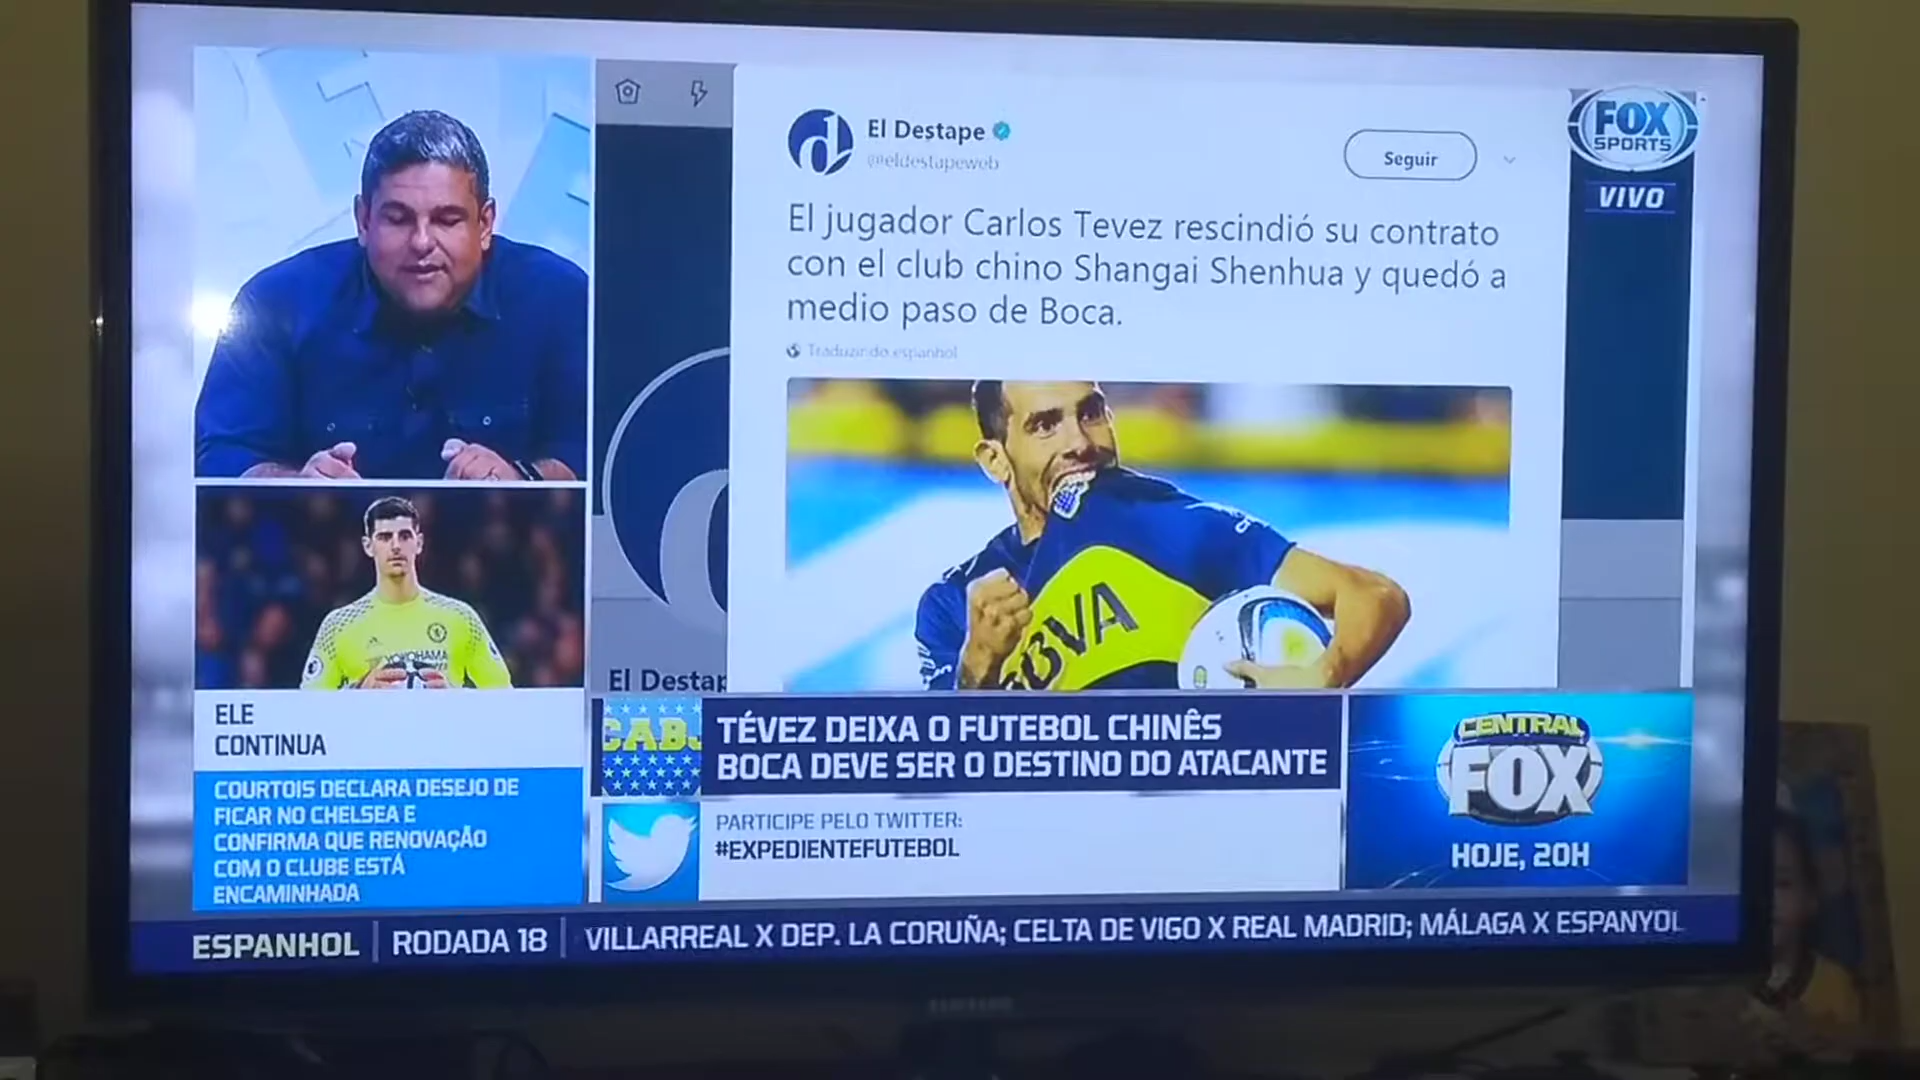 El Destape
@eldestapeweb
Seguir
FOX
SPORTS
VIVO
El jugador Carlos Tevez rescindió su contrato
con el club chino Shangai Shenhua y quedó a
medio paso de Boca.
Traduzir do espanhol
BBVA
YOKOHAMA
El Destap
ELE
CONTINUA
COURTOIS DECLARA DESEJO DE
FICAR NO CHELSEA E
CONFIRMA QUE RENOVAÇÃO
COM O CLUBE ESTÁ
ENCAMINHADA
CABJ
TÉVEZ DEIXA O FUTEBOL CHINÊS
BOCA DEVE SER O DESTINO DO ATACANTE
PARTICIPE PELO TWITTER:
#EXPEDIENTEFUTEBOL
CENTRAL
FOX
HOJE, 20H
ESPANHOL RODADA 18 VILLARREAL X DEP. LA CORUÑA; CELTA DE VIGO X REAL MADRID; MÁLAGA X ESPANYOL
SAMSUNG